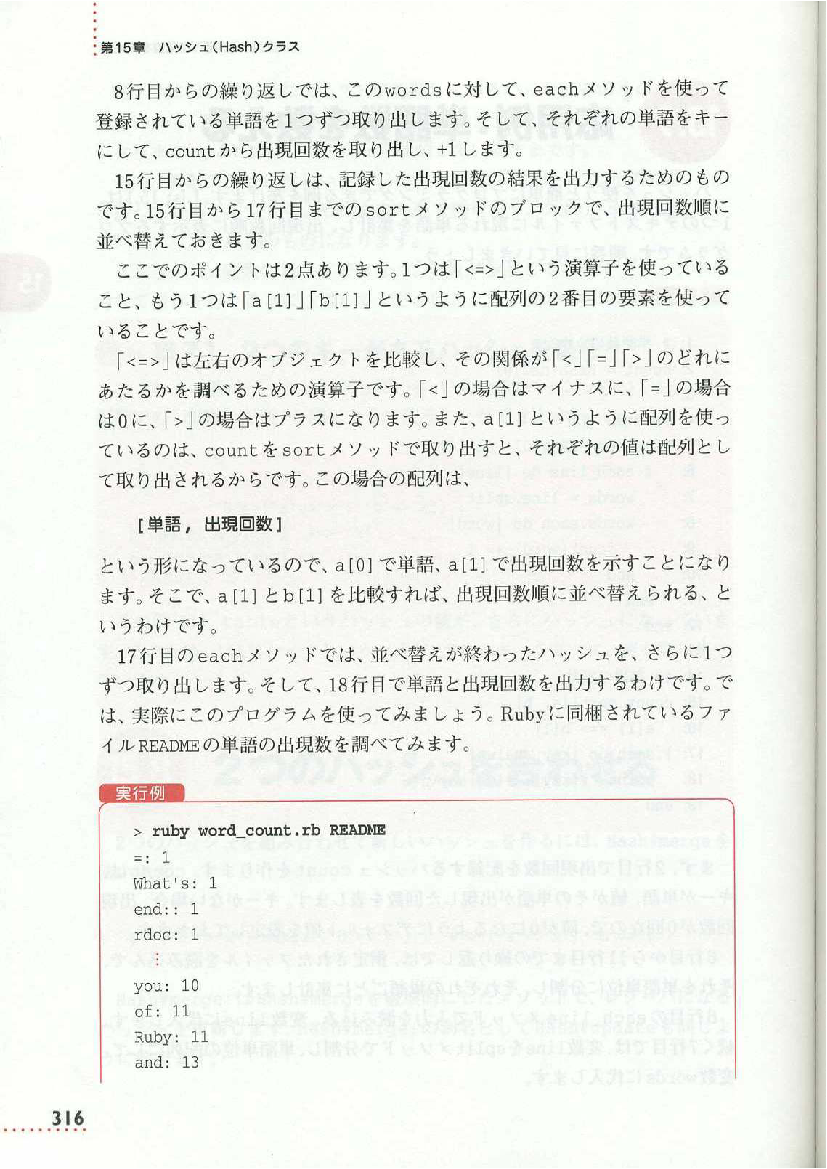 第15章　ハッシュ(Hash)クラス
8行目からの繰り返しでは、このwordsに対して、eachメソッドを使って
登録されている単語を1つずつ取り出します。そして、それぞれの単語をキー
にして、countから出現回数を取り出し、+1します。
15行目からの繰り返しは、記録した出現回数の結果を出力するためのもの
です。15行目から17行目までのsortメソッドのブロックで、出現回数順に
並べ替えておきます。
ここでのポイントは2点あります。1つは「<=>」という演算子を使っている
こと、もう1つは「a[1]」「b[1]」というように配列の2番目の要素を使って
いることです。
「<=>」は左右のオブジェクトを比較し、その関係が「<」「=」「>」のどれに
あたるかを調べるための演算子です。「<」の場合はマイナスに、「=」の場合
は0に、「>」の場合はプラスになります。また、a[1]というように配列を使っ
ているのは、countをsortメソッドで取り出すと、それぞれの値は配列とし
て取り出されるからです。この場合の配列は、
[単語, 出現回数]
という形になっているので、a[0]で単語、a[1]で出現回数を示すことになり
ます。そこで、a[1]とb[1]を比較すれば、出現回数順に並べ替えられる、と
いうわけです。
17行目のeachメソッドでは、並べ替えが終わったハッシュを、さらに1つ
ずつ取り出します。そして、18行目で単語と出現回数を出力するわけです。で
は、実際にこのプログラムを使ってみましょう。Rubyに同梱されているファ
イルREADMEの単語の出現数を調べてみます。
実行例
> ruby word_count.rb README
=: 1
What's: 1
end:: 1
rdoc: 1
⋮
you: 10
of: 11
Ruby: 11
and: 13
316